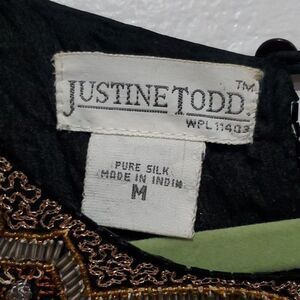 JUSTINE TODD.
TM
WPL 11403
PURE SILK
MADE IN INDIA
M